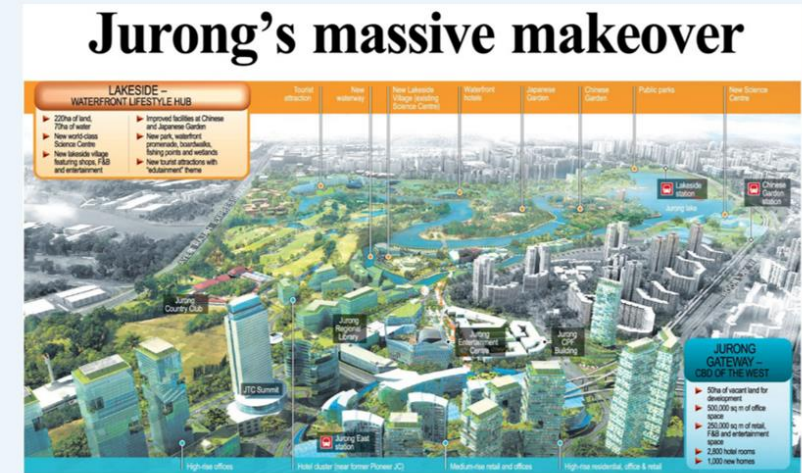 Jurong's massive makeover
LAKESIDE –
WATERFRONT LIFESTYLE HUB
220ha of land,
70ha of water
New world-class
Science Centre
New lakeside village
featuring shops, F&B
and entertainment
Improved facilities at Chinese
and Japanese Garden
New park, waterfront
promenade, boardwalks,
fishing points and wetlands
New tourist attractions with
"edutainment" theme
Tourist
attraction
New
waterway
New Lakeside
Village (existing
Science Centre)
Waterfront
hotels
Japanese
Garden
Chinese
Garden
Public parks
New Science
Centre
Lakeside
station
Chinese
Garden
station
Jurong lake
Jurong
Country Club
Jurong
Regional
Library
Jurong
Entertainment
Centre
Jurong
CPF
Building
JTC Summit
Jurong East
station
JURONG
GATEWAY –
CBD OF THE WEST
50ha of vacant land for
development
500,000 sq m of office
space
250,000 sq m of retail,
F&B and entertainment
space
2,800 hotel rooms
1,000 new homes
High-rise offices
Hotel cluster (near former Pioneer JC)
Medium-rise retail and offices
High-rise residential, office & retail